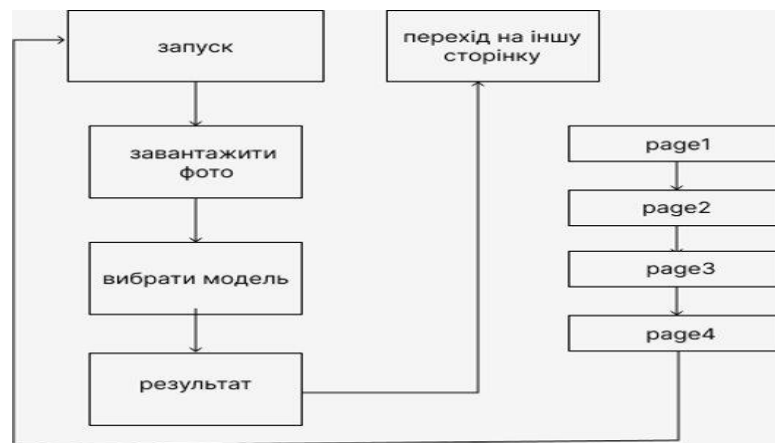 запуск
завантажити
фото
вибрати модель
результат
перехід на іншу
сторінку
page1
page2
page3
page4